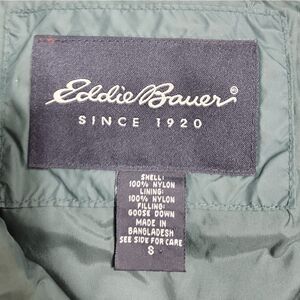 Eddie Bauer®
SINCE 1920
SHELL:
100% NYLON
LINING:
100% NYLON
FILLING:
GOOSE DOWN
MADE IN
BANGLADESH
SEE SIDE FOR CARE
S